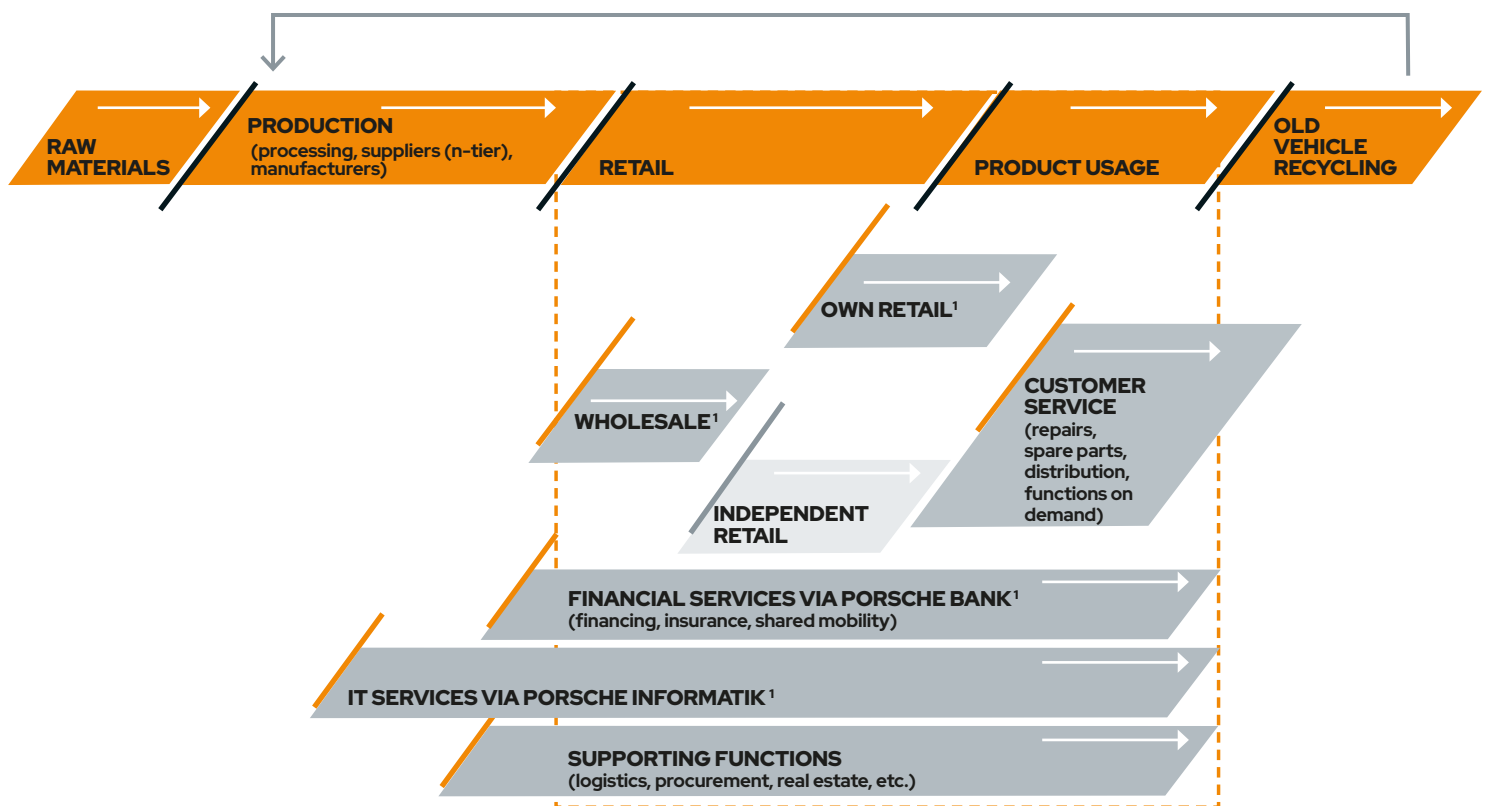 RAW
MATERIALS
PRODUCTION
(processing, suppliers (n-tier),
manufacturers)
RETAIL
PRODUCT USAGE
OLD
VEHICLE
RECYCLING
OWN RETAIL¹
WHOLESALE¹
CUSTOMER
SERVICE
(repairs,
spare parts,
distribution,
functions on
demand)
INDEPENDENT
RETAIL
FINANCIAL SERVICES VIA PORSCHE BANK¹
(financing, insurance, shared mobility)
IT SERVICES VIA PORSCHE INFORMATIK¹
SUPPORTING FUNCTIONS
(logistics, procurement, real estate, etc.)